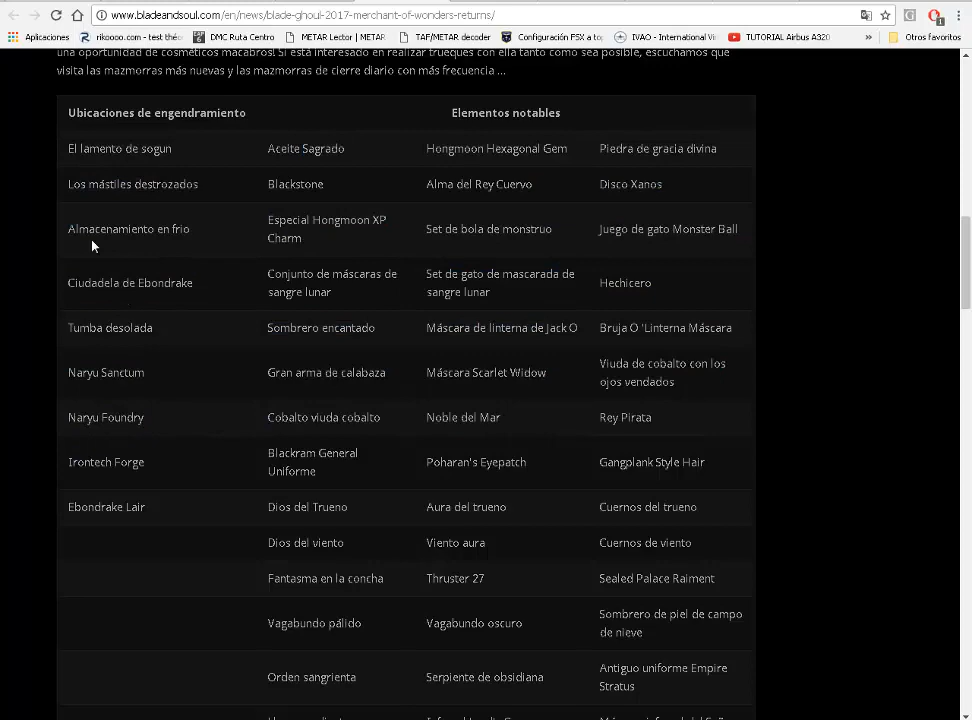 www.bladeandsoul.com/en/news/blade-ghoul-2017-merchant-of-wonders-returns/
Aplicaciones rikoooo.com - test thé DMC Ruta Centro METAR Lector | METAR TAF/METAR decoder Configuración FSX a to IVAO - International Vi TUTORIAL Airbus A320 » Otros favoritos
una oportunidad de cosméticos macabros! Si está interesado en realizar trueques con ella tanto como sea posible, escuchamos que
visita las mazmorras más nuevas y las mazmorras de cierre diario con más frecuencia ...
Ubicaciones de engendramiento Elementos notables
El lamento de sogun Aceite Sagrado Hongmoon Hexagonal Gem Piedra de gracia divina
Los mástiles destrozados Blackstone Alma del Rey Cuervo Disco Xanos
Almacenamiento en frio Especial Hongmoon XP Charm Set de bola de monstruo Juego de gato Monster Ball
Ciudadela de Ebondrake Conjunto de máscaras de sangre lunar Set de gato de mascarada de sangre lunar Hechicero
Tumba desolada Sombrero encantado Máscara de linterna de Jack O Bruja O 'Linterna Máscara
Naryu Sanctum Gran arma de calabaza Máscara Scarlet Widow Viuda de cobalto con los ojos vendados
Naryu Foundry Cobalto viuda cobalto Noble del Mar Rey Pirata
Irontech Forge Blackram General Uniforme Poharan's Eyepatch Gangplank Style Hair
Ebondrake Lair Dios del Trueno Aura del trueno Cuernos del trueno
Dios del viento Viento aura Cuernos de viento
Fantasma en la concha Thruster 27 Sealed Palace Raiment
Vagabundo pálido Vagabundo oscuro Sombrero de piel de campo de nieve
Orden sangrienta Serpiente de obsidiana Antiguo uniforme Empire Stratus